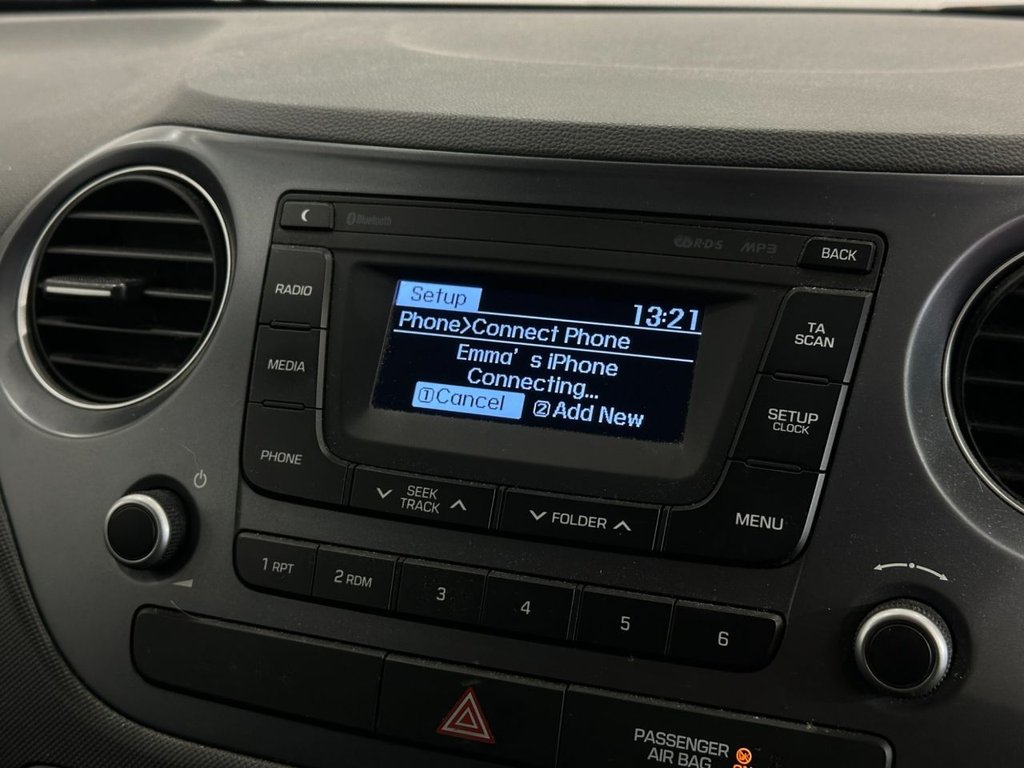 Bluetooth
RDS
MP3
BACK
RADIO
MEDIA
PHONE
Setup
13:21
Phone>Connect Phone
Emma's iPhone
Connecting...
①Cancel ②Add New
TA
SCAN
SETUP
CLOCK
MENU
SEEK
TRACK
FOLDER
1 RPT
2 RDM
3
4
5
6
PASSENGER
AIR BAG
ON